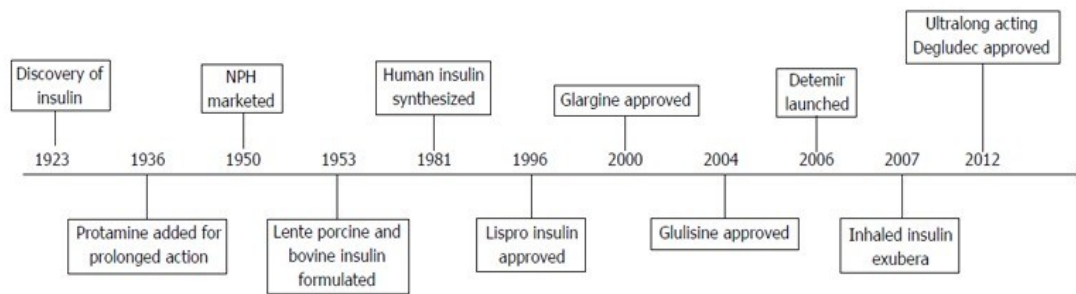 Ultralong acting
Degludec approved
Discovery of
insulin
NPH
marketed
Human insulin
synthesized
Glargine approved
Detemir
launched
1923 1936 1950 1953 1981 1996 2000 2004 2006 2007 2012
Protamine added for
prolonged action
Lente porcine and
bovine insulin
formulated
Lispro insulin
approved
Glulisine approved
Inhaled insulin
exubera